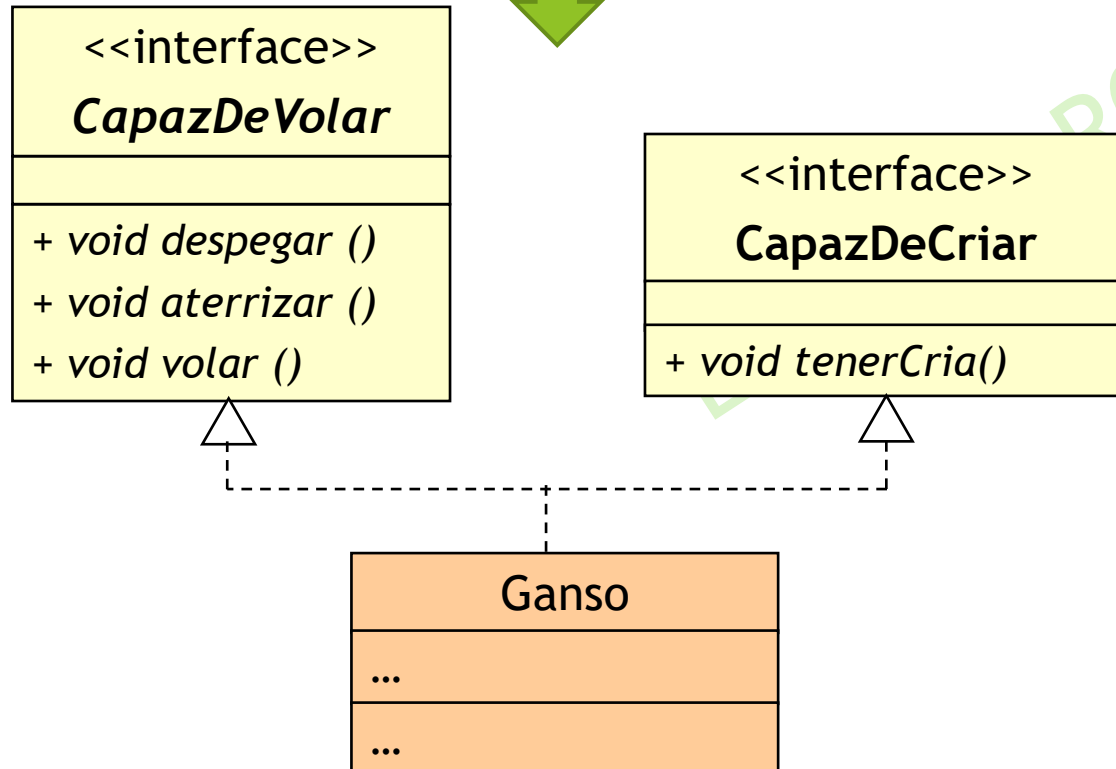 <<interface>>
CapazDeVolar
+ void despegar ()
+ void aterrizar ()
+ void volar ()
<<interface>>
CapazDeCriar
+ void tenerCria()
Ganso
...
...